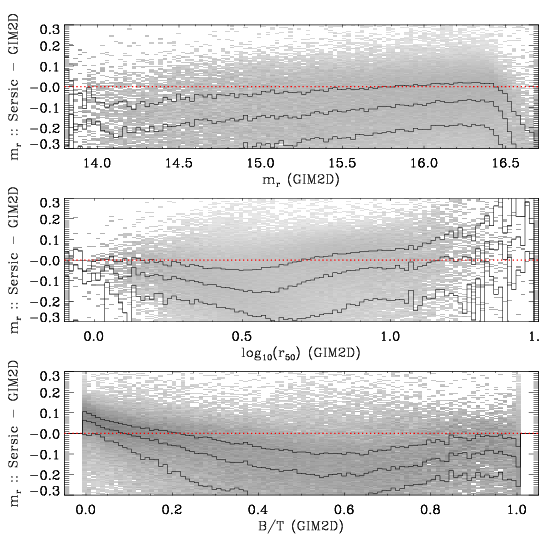 0.3
0.2
0.1
-0.0
-0.1
-0.2
-0.3
m_r :: Sersic - GIM2D
14.0 14.5 15.0 15.5 16.0 16.5
m_r (GIM2D)
0.3
0.2
0.1
-0.0
-0.1
-0.2
-0.3
m_r :: Sersic - GIM2D
0.0 0.5 1.0 1.
log₁₀(r₅₀) (GIM2D)
0.3
0.2
0.1
-0.0
-0.1
-0.2
-0.3
m_r :: Sersic - GIM2D
0.0 0.2 0.4 0.6 0.8 1.0
B/T (GIM2D)